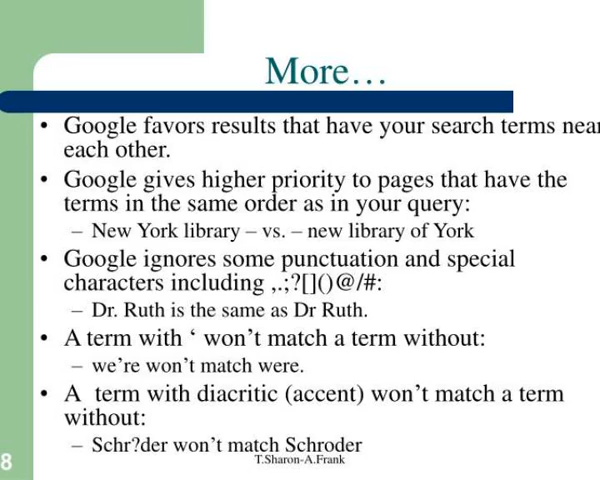 More…
• Google favors results that have your search terms near
each other.
• Google gives higher priority to pages that have the
terms in the same order as in your query:
– New York library – vs. – new library of York
• Google ignores some punctuation and special
characters including ,.;?[]()@/#:
– Dr. Ruth is the same as Dr Ruth.
• A term with ‘ won’t match a term without:
– we’re won’t match were.
• A  term with diacritic (accent) won’t match a term
without:
– Schr?der won’t match Schroder
T.Sharon-A.Frank
8